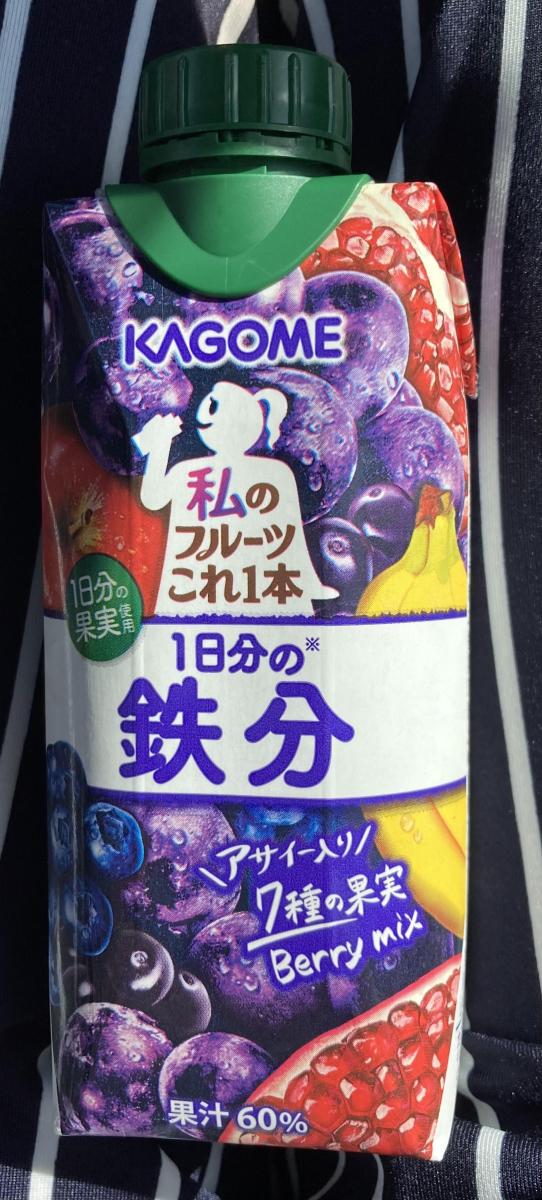 KAGOME
私の
フルーツ
これ1本
1日分の
果実使用
1日分の※
鉄分
アサイー入り
7種の果実
Berry mix
果汁60%